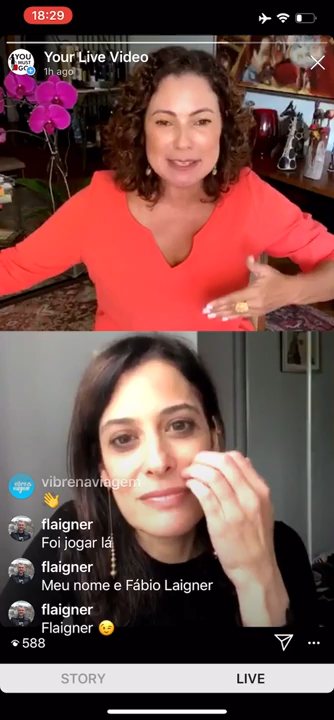 18:29
YOU
MUST
GO
Your Live Video
1h ago
vibrenaviagem
👋
flaigner
Foi jogar lá
flaigner
Meu nome e Fábio Laigner
flaigner
Flaigner 😉
588
STORY
LIVE